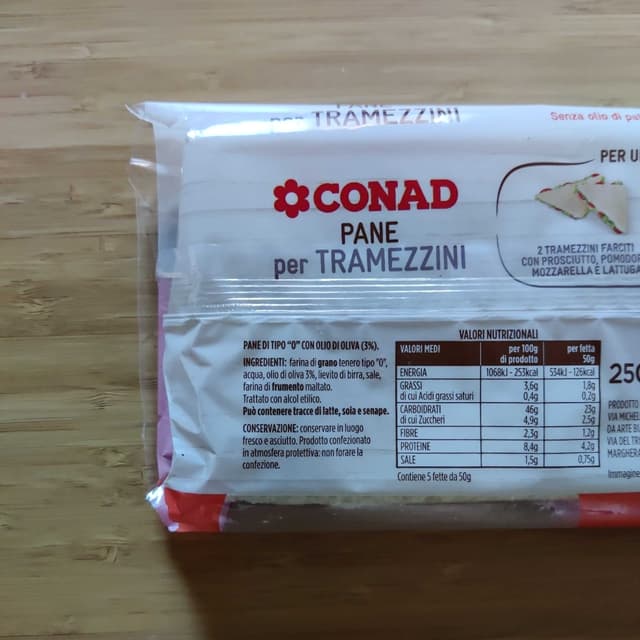 PANE
per TRAMEZZINI
Senza olio di
CONAD
PANE
per TRAMEZZINI
PER
2 TRAMEZZINI FARCITI
CON PROSCIUTTO, POMODOR
MOZZARELLA E LATTUGA
PANE DI TIPO "0" CON OLIO DI OLIVA (3%).
INGREDIENTI: farina di grano tenero tipo "0",
acqua, olio di oliva 3%, lievito di birra, sale,
farina di frumento maltato.
Trattato con alcol etilico.
Può contenere tracce di latte, soia e senape.
CONSERVAZIONE: conservare in luogo
fresco e asciutto. Prodotto confezionato
in atmosfera protettiva: non forare la
confezione.
VALORI NUTRIZIONALI
VALORI MEDI per 100g di prodotto per fetta 50g
ENERGIA 1068kJ - 253kcal 534kJ - 126kcal
GRASSI 3,6g 1,8g
di cui Acidi grassi saturi 0,4g 0,2g
CARBOIDRATI 46g 23g
di cui Zuccheri 4,9g 2,5g
FIBRE 2,3g 1,1g
PROTEINE 8,4g 4,2g
SALE 1,5g 0,75g
Contiene 5 fette da 50g
250
PRODOTTO
VIA MICHE
DA ARTE
VIA DEL
MARGHERA
Immagine